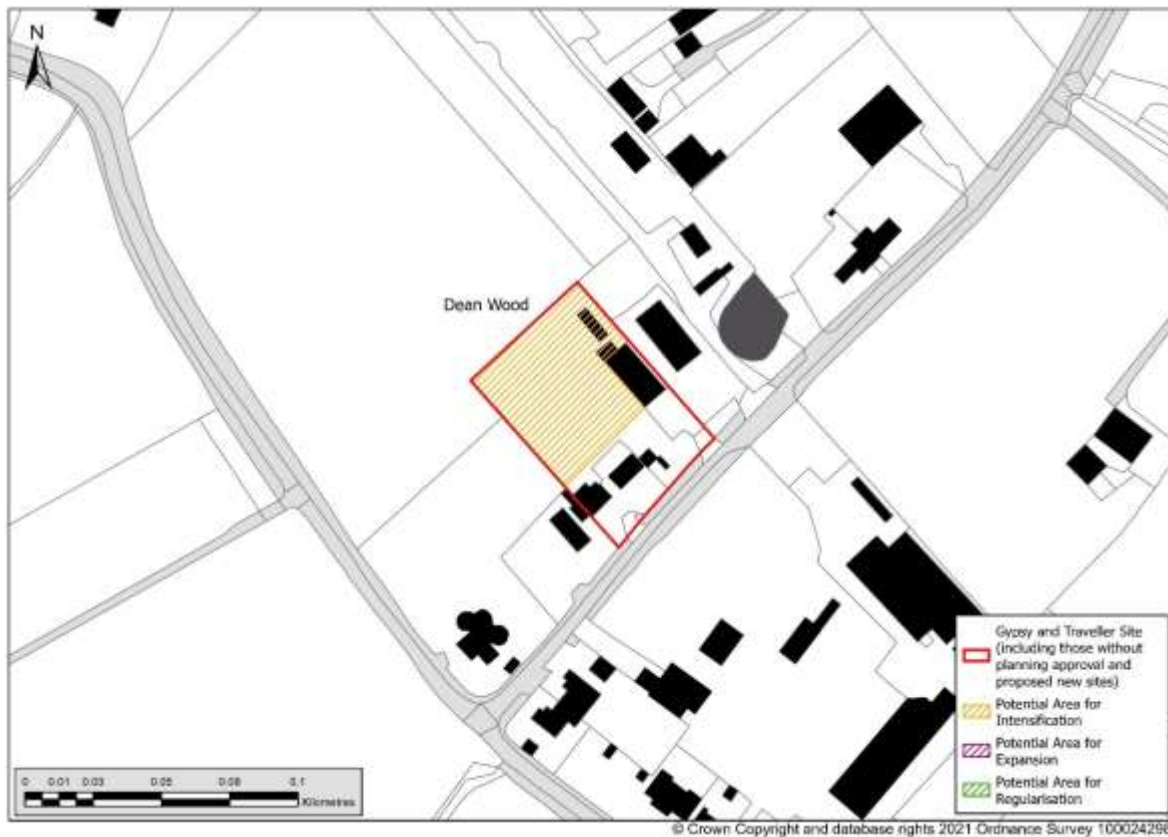 N
Dean Wood
Gypsy and Traveller Site
(including those without
planning approval and
proposed new sites)
Potential Area for
Intensification
Potential Area for
Expansion
Potential Area for
Regularisation
0 0.01 0.03 0.05 0.08 0.1
Kilometres
© Crown Copyright and database rights 2021 Ordnance Survey